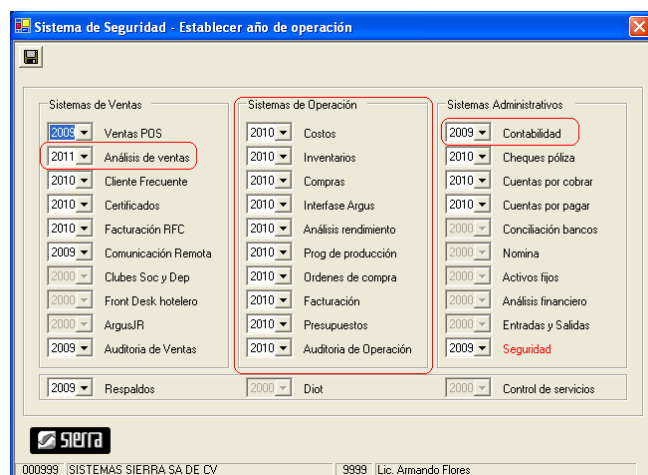 Sistema de Seguridad - Establecer año de operación
Sistemas de Ventas
2009 Ventas POS
2011 Análisis de ventas
2010 Cliente Frecuente
2010 Certificados
2010 Facturación RFC
2009 Comunicación Remota
2000 Clubes Soc y Dep
2000 Front Desk hotelero
2000 ArgusJR
2009 Auditoria de Ventas
Sistemas de Operación
2010 Costos
2010 Inventarios
2010 Compras
2010 Interfase Argus
2010 Análisis rendimiento
2010 Prog de producción
2010 Ordenes de compra
2010 Facturación
2010 Presupuestos
2010 Auditoria de Operación
Sistemas Administrativos
2009 Contabilidad
2010 Cheques póliza
2010 Cuentas por cobrar
2010 Cuentas por pagar
2000 Conciliación bancos
2000 Nomina
2000 Activos fijos
2000 Análisis financiero
2000 Entradas y Salidas
2009 Seguridad
2009 Respaldos 2000 Diot 2000 Control de servicios
sierra
000999 SISTEMAS SIERRA SA DE CV 9999 Lic. Armando Flores